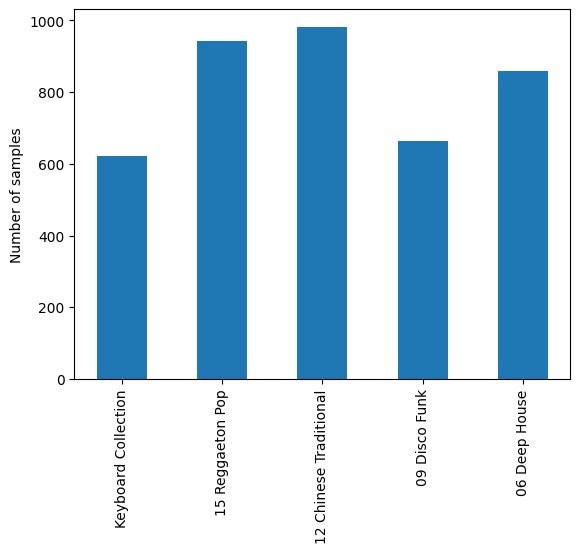 1000
800
600
400
200
0
Number of samples
Keyboard Collection
15 Reggaeton Pop
12 Chinese Traditional
09 Disco Funk
06 Deep House